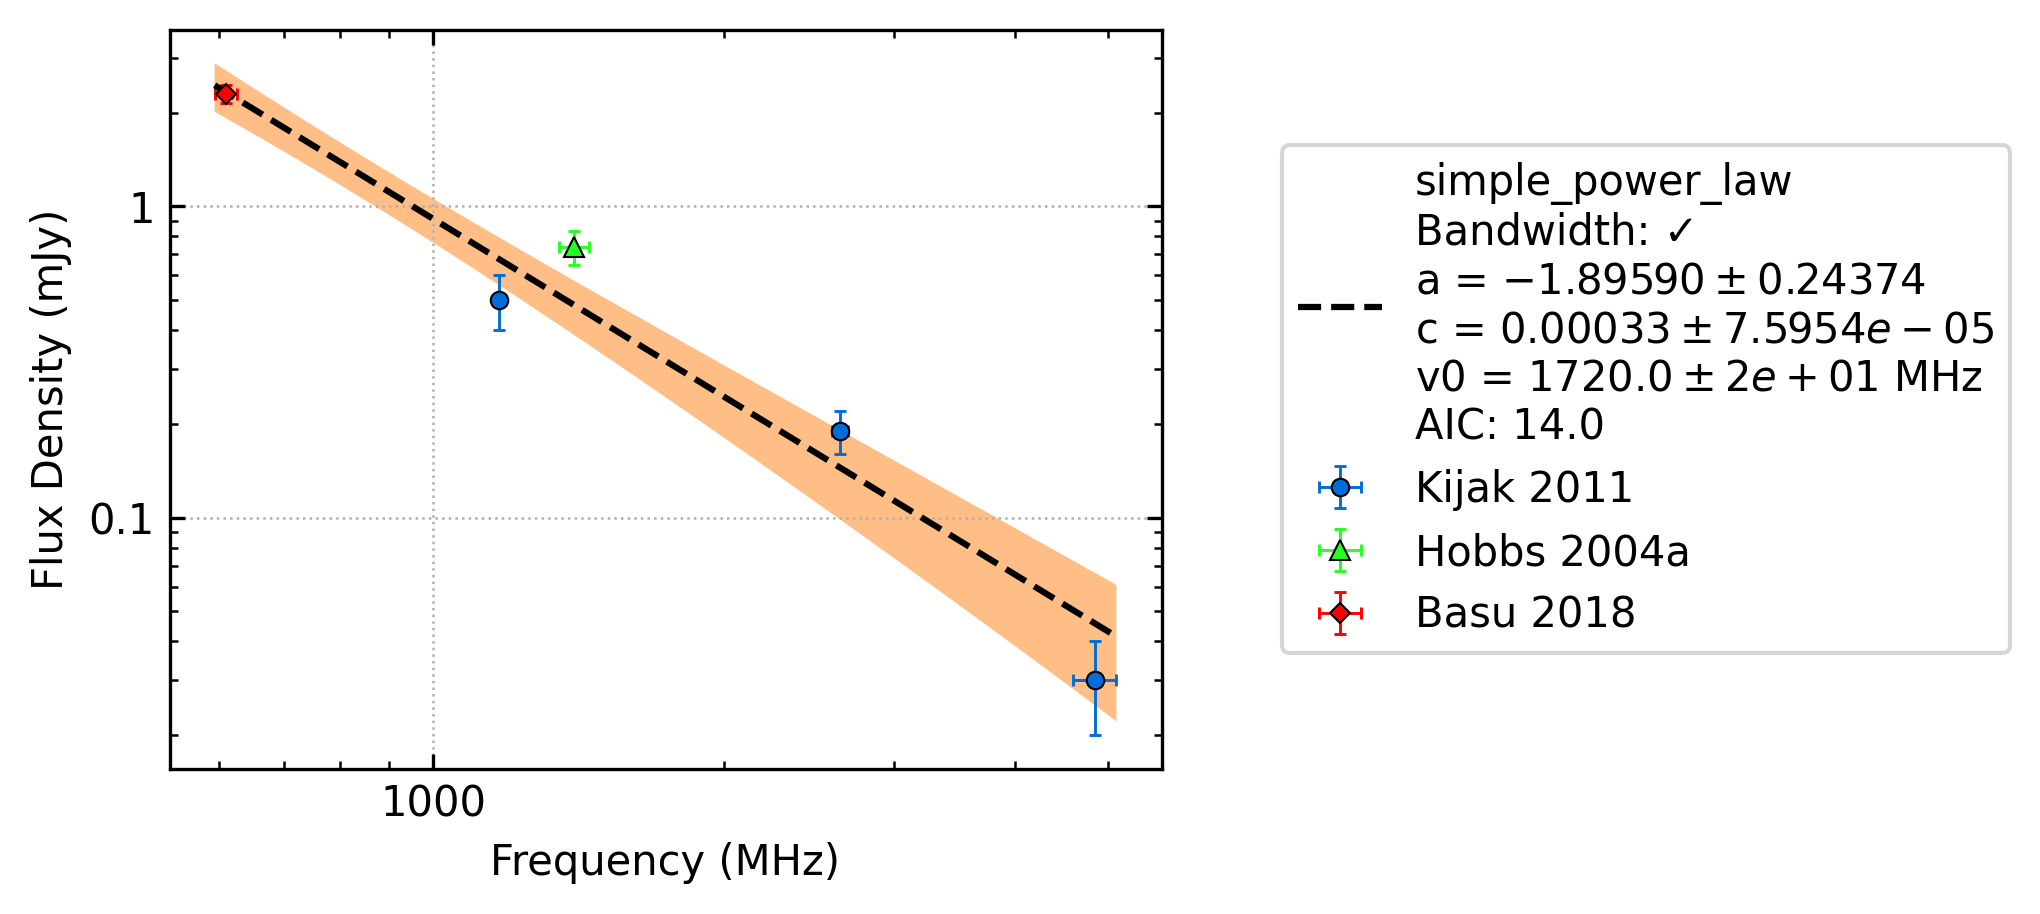 1
0.1
Flux Density (mJy)
1000
Frequency (MHz)
simple_power_law
Bandwidth: ✓
a = −1.89590 ± 0.24374
c = 0.00033 ± 7.5954e − 05
v0 = 1720.0 ± 2e + 01 MHz
AIC: 14.0
Kijak 2011
Hobbs 2004a
Basu 2018